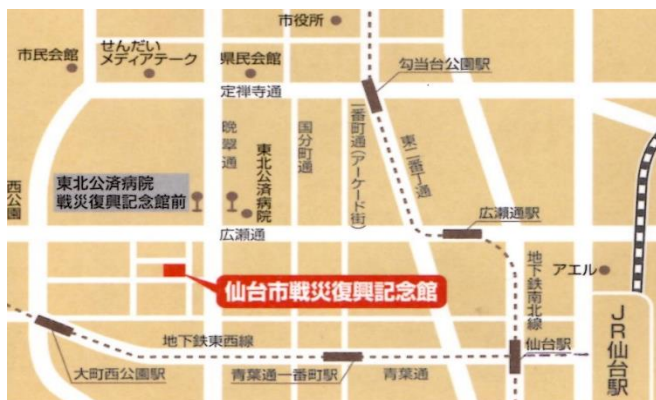 市役所
市民会館
せんだい
メディアテーク
県民会館
勾当台公園駅
定禅寺通
晩翠通
国分町通
一番町通(アーケード街)
東二番丁通
西公園
東北公済病院
戦災復興記念館前
東北公済病院
広瀬通
広瀬通駅
地下鉄南北線
アエル
仙台市戦災復興記念館
JR仙台駅
地下鉄東西線
仙台駅
大町西公園駅
青葉通一番町駅
青葉通